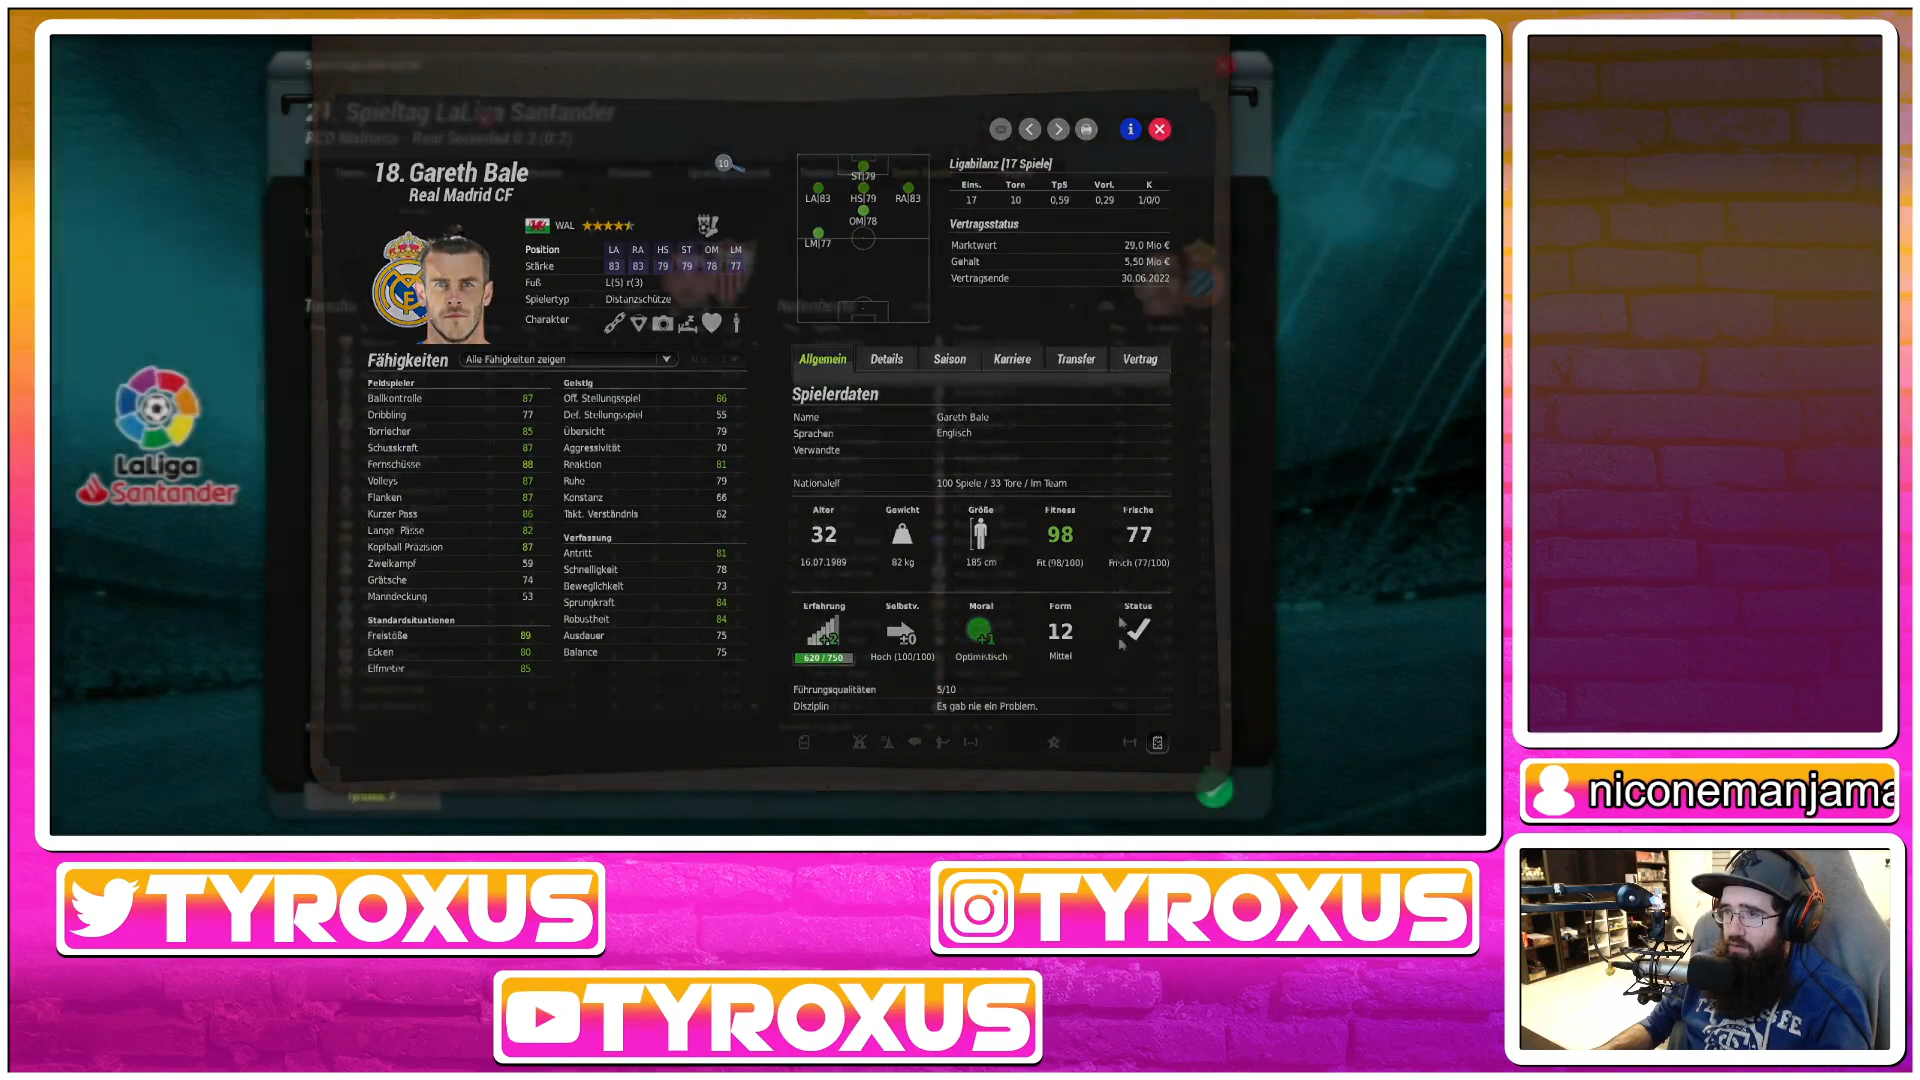 21. Spieltag LaLiga Santander
RCD Mallorca - Real Sociedad 0:2 (0:2)
18. Gareth Bale
Real Madrid CF
10
WAL
Position LA RA HS ST OM LM
Stärke 83 83 79 79 78 77
Fuß L(5) r(3)
Spielertyp Distanzschütze
Charakter
ST|79
LA|83 HS|79 RA|83
OM|78
LM|77
Ligabilanz [17 Spiele]
Eins. Tore TpS Vorl. K
17 10 0,59 0,29 1/0/0
Vertragsstatus
Marktwert 29,0 Mio €
Gehalt 5,50 Mio €
Vertragsende 30.06.2022
Fähigkeiten Alle Fähigkeiten zeigen
Feldspieler
Ballkontrolle 87
Dribbling 77
Torriecher 85
Schusskraft 87
Fernschüsse 88
Volleys 87
Flanken 87
Kurzer Pass 86
Lange Pässe 82
Kopfball Präzision 87
Zweikampf 59
Grätsche 74
Manndeckung 53
Standardsituationen
Freistöße 89
Ecken 80
Elfmeter 85
Geistig
Off. Stellungsspiel 86
Def. Stellungsspiel 55
Übersicht 79
Aggressivität 70
Reaktion 81
Ruhe 79
Konstanz 66
Takt. Verständnis 62
Verfassung
Antritt 81
Schnelligkeit 78
Beweglichkeit 73
Sprungkraft 84
Robustheit 84
Ausdauer 75
Balance 75
Allgemein Details Saison Karriere Transfer Vertrag
Spielerdaten
Name Gareth Bale
Sprachen Englisch
Verwandte
Nationalelf 100 Spiele / 33 Tore / Im Team
Alter Gewicht Größe Fitness Frische
32 98 77
16.07.1989 82 kg 185 cm Fit (98/100) Frisch (77/100)
Erfahrung Selbstv. Moral Form Status
+2 ±0 +1 12
620 / 750 Hoch (100/100) Optimistisch Mittel
Führungsqualitäten 5/10
Disziplin Es gab nie ein Problem.
LaLiga
Santander
niconemanjama
TYROXUS
TYROXUS
TYROXUS